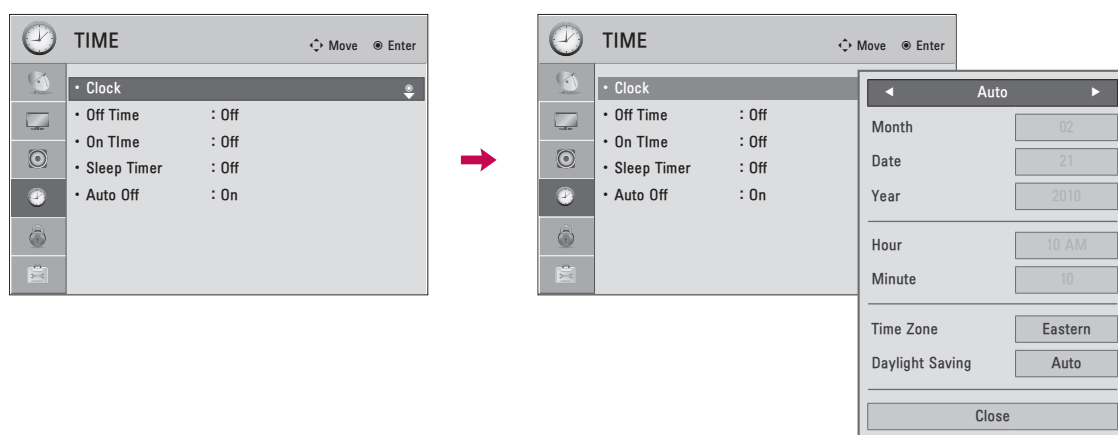 TIME
Move Enter
• Clock
• Off Time : Off
• On TIme : Off
• Sleep Timer : Off
• Auto Off : On
TIME
Move Enter
• Clock
• Off Time : Off
• On TIme : Off
• Sleep Timer : Off
• Auto Off : On
◄ Auto ►
Month 02
Date 21
Year 2010
Hour 10 AM
Minute 10
Time Zone Eastern
Daylight Saving Auto
Close